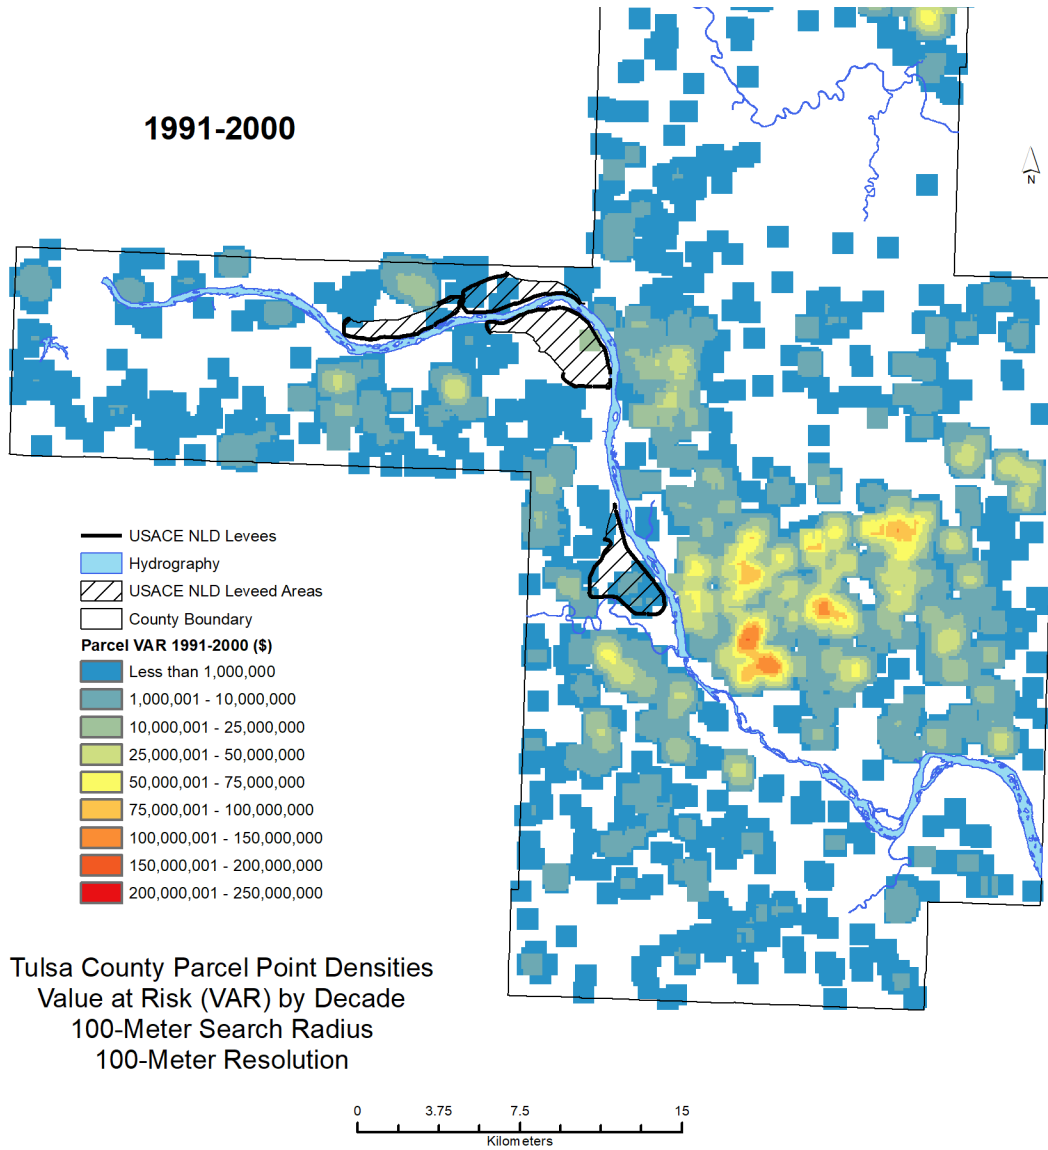 1991-2000
N
USACE NLD Levees
Hydrography
USACE NLD Leveed Areas
County Boundary
Parcel VAR 1991-2000 ($)
Less than 1,000,000
1,000,001 - 10,000,000
10,000,001 - 25,000,000
25,000,001 - 50,000,000
50,000,001 - 75,000,000
75,000,001 - 100,000,000
100,000,001 - 150,000,000
150,000,001 - 200,000,000
200,000,001 - 250,000,000
Tulsa County Parcel Point Densities
Value at Risk (VAR) by Decade
100-Meter Search Radius
100-Meter Resolution
0 3.75 7.5 15
Kilometers